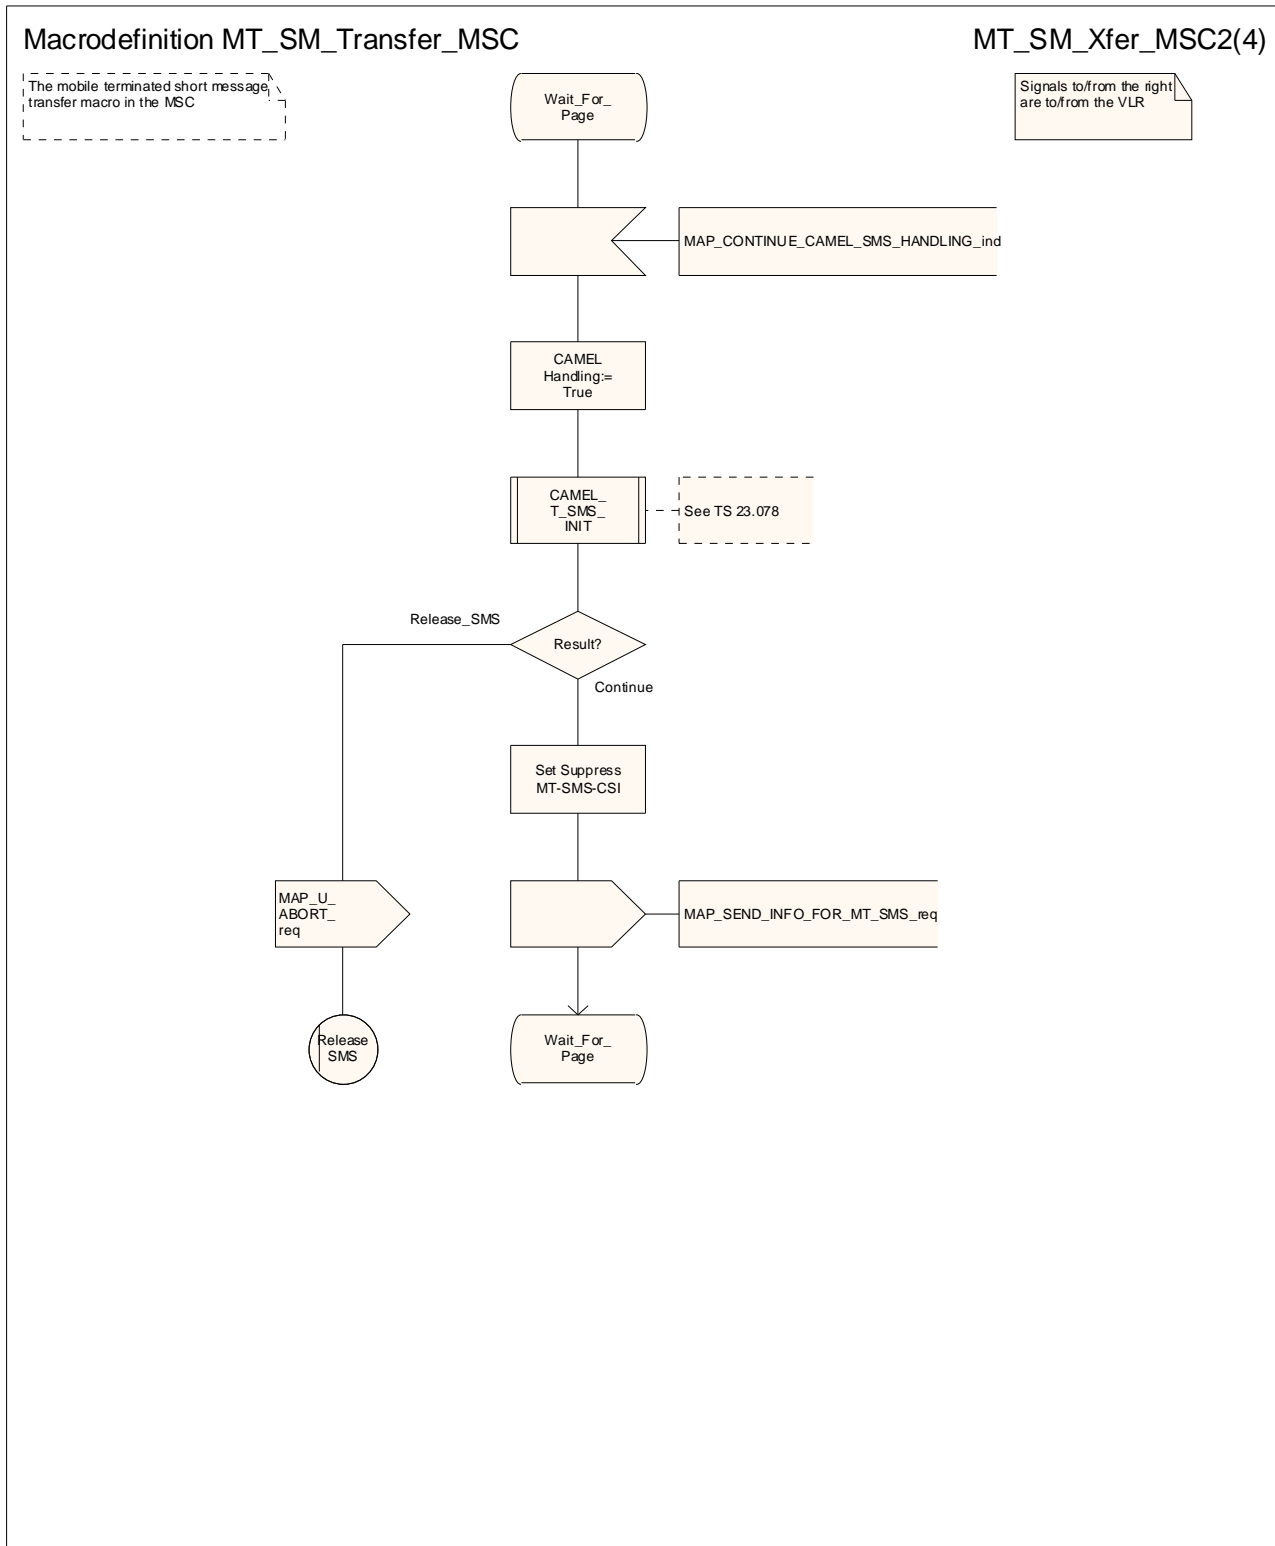 Macrodefinition MT_SM_Transfer_MSC
MT_SM_Xfer_MSC2(4)
The mobile terminated short message
transfer macro in the MSC
Wait_For_
Page
Signals to/from the right
are to/from the VLR
MAP_CONTINUE_CAMEL_SMS_HANDLING_ind
CAMEL
Handling:=
True
CAMEL_
T_SMS_
INIT
See TS 23.078
Release_SMS
Result?
Continue
Set Suppress
MT-SMS-CSI
MAP_U_
ABORT_
req
MAP_SEND_INFO_FOR_MT_SMS_req
Release
SMS
Wait_For_
Page